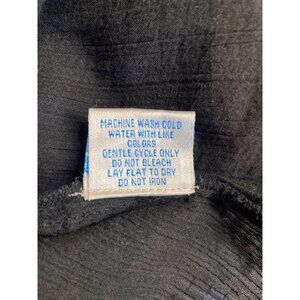 MACHINE WASH COLD
WATER WITH LIKE
COLORS
GENTLE CYCLE ONLY
DO NOT BLEACH
LAY FLAT TO DRY
DO NOT IRON